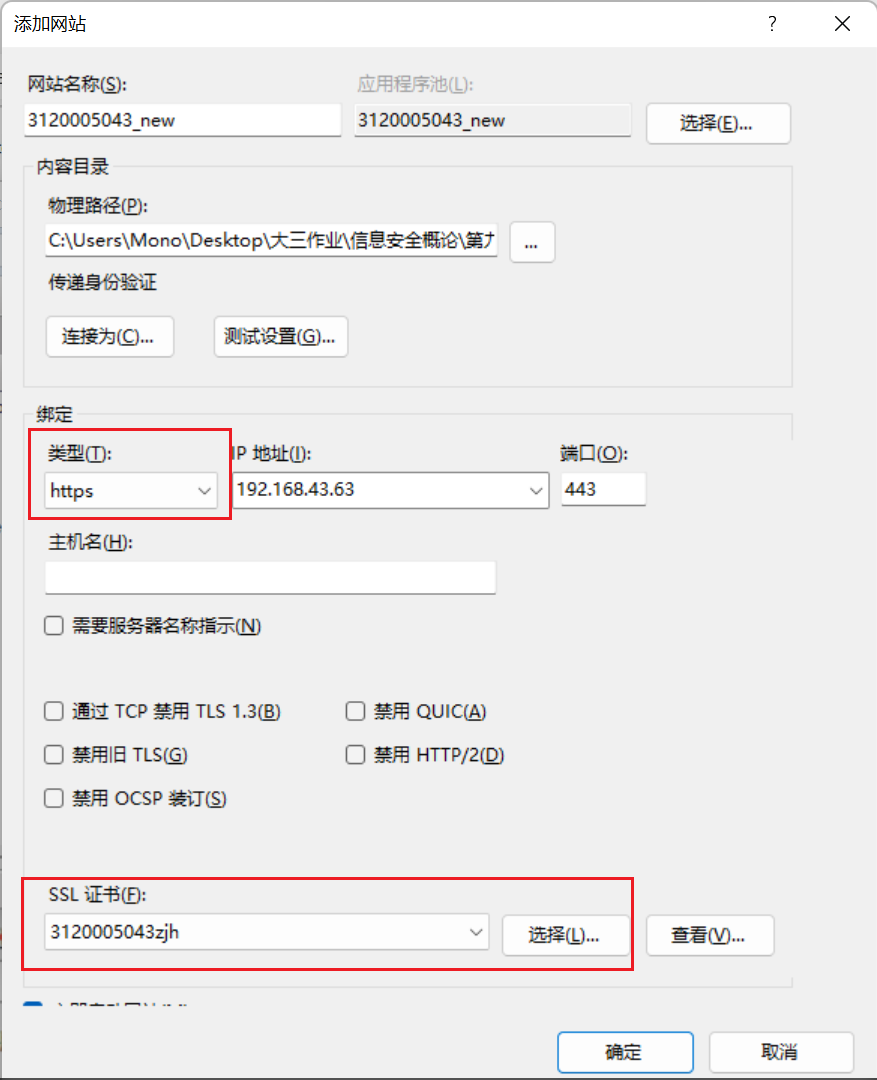 添加网站
?
网站名称(S):
应用程序池(L):
3120005043_new
3120005043_new
选择(E)...
内容目录
物理路径(P):
C:\Users\Mono\Desktop\大三作业\信息安全概论\第
...
传递身份验证
连接为(C)...
测试设置(G)...
绑定
类型(T):
IP 地址(I):
端口(O):
https
192.168.43.63
443
主机名(H):
需要服务器名称指示(N)
通过 TCP 禁用 TLS 1.3(B)
禁用 QUIC(A)
禁用旧 TLS(G)
禁用 HTTP/2(D)
禁用 OCSP 装订(S)
SSL 证书(F):
3120005043zjh
选择(L)...
查看(V)...
确定
取消